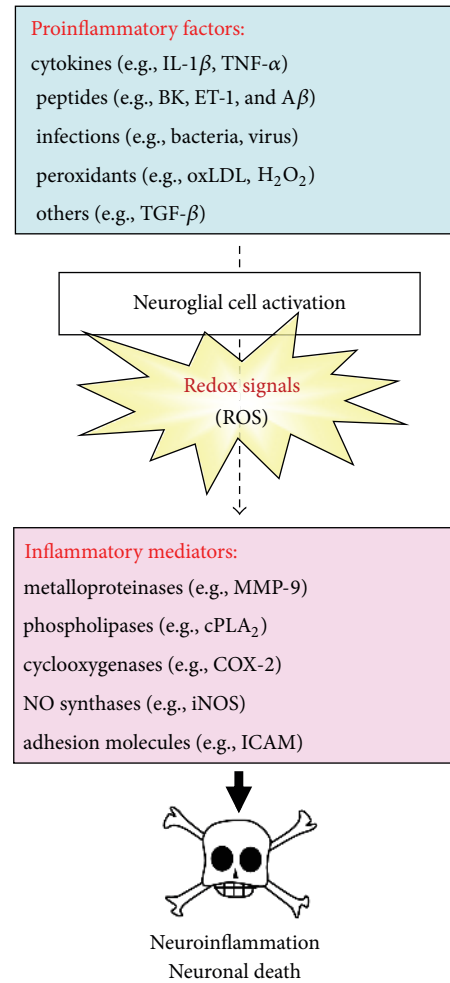 Proinflammatory factors:
cytokines (e.g., IL-1β, TNF-α)
peptides (e.g., BK, ET-1, and Aβ)
infections (e.g., bacteria, virus)
peroxidants (e.g., oxLDL, H₂O₂)
others (e.g., TGF-β)
Neuroglial cell activation
Redox signals
(ROS)
Inflammatory mediators:
metalloproteinases (e.g., MMP-9)
phospholipases (e.g., cPLA₂)
cyclooxygenases (e.g., COX-2)
NO synthases (e.g., iNOS)
adhesion molecules (e.g., ICAM)
Neuroinflammation
Neuronal death